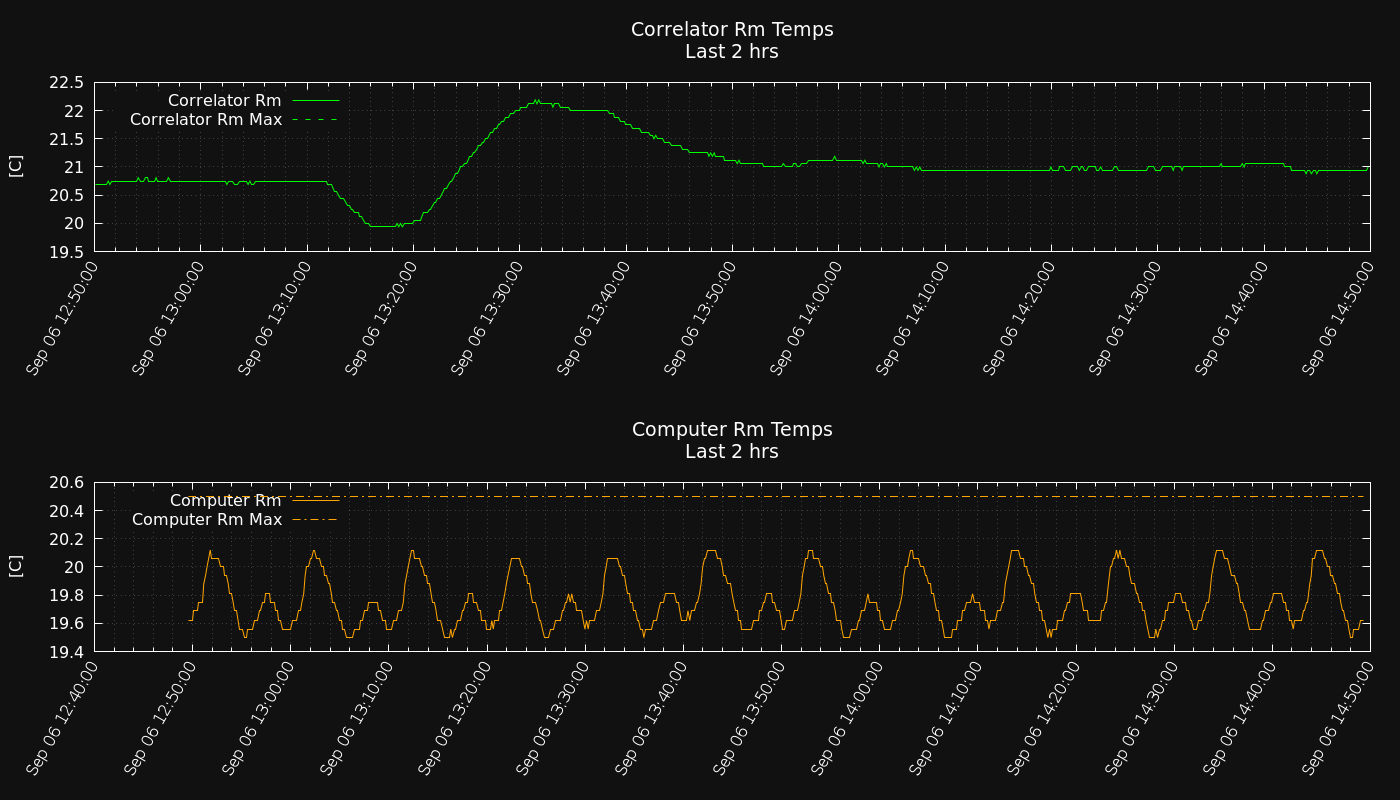 Correlator Rm Temps
Last 2 hrs
22.5
22
21.5
21
20.5
20
19.5
[C]
Correlator Rm
Correlator Rm Max
Sep 06 12:50:00
Sep 06 13:00:00
Sep 06 13:10:00
Sep 06 13:20:00
Sep 06 13:30:00
Sep 06 13:40:00
Sep 06 13:50:00
Sep 06 14:00:00
Sep 06 14:10:00
Sep 06 14:20:00
Sep 06 14:30:00
Sep 06 14:40:00
Sep 06 14:50:00
Computer Rm Temps
Last 2 hrs
20.6
20.4
20.2
20
19.8
19.6
19.4
[C]
Computer Rm
Computer Rm Max
Sep 06 12:40:00
Sep 06 12:50:00
Sep 06 13:00:00
Sep 06 13:10:00
Sep 06 13:20:00
Sep 06 13:30:00
Sep 06 13:40:00
Sep 06 13:50:00
Sep 06 14:00:00
Sep 06 14:10:00
Sep 06 14:20:00
Sep 06 14:30:00
Sep 06 14:40:00
Sep 06 14:50:00